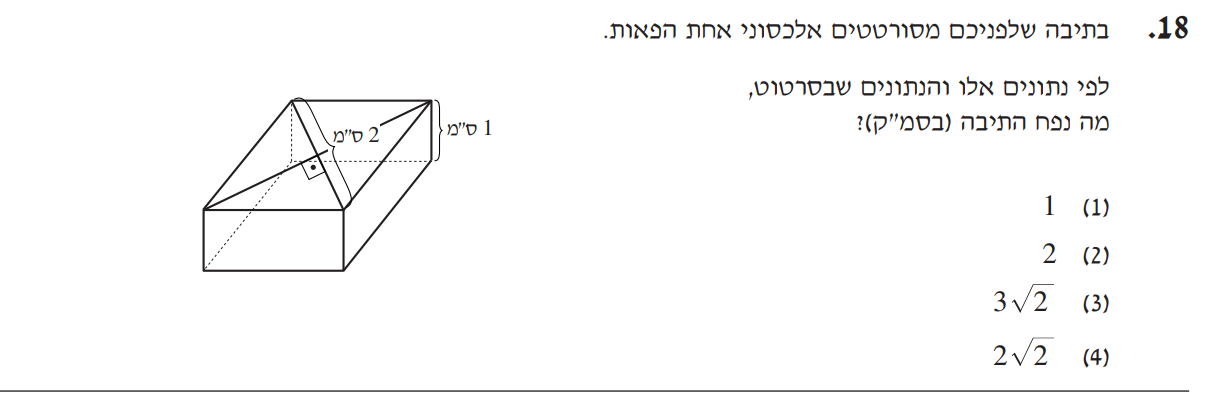 18. בתיבה שלפניכם מסורטטים אלכסוני אחת הפאות.
לפי נתונים אלו והנתונים שבסרטוט,
מה נפח התיבה (בסמ"ק)?
2 ס"מ
1 ס"מ
(1) 1
(2) 2
(3) 3√2
(4) 2√2